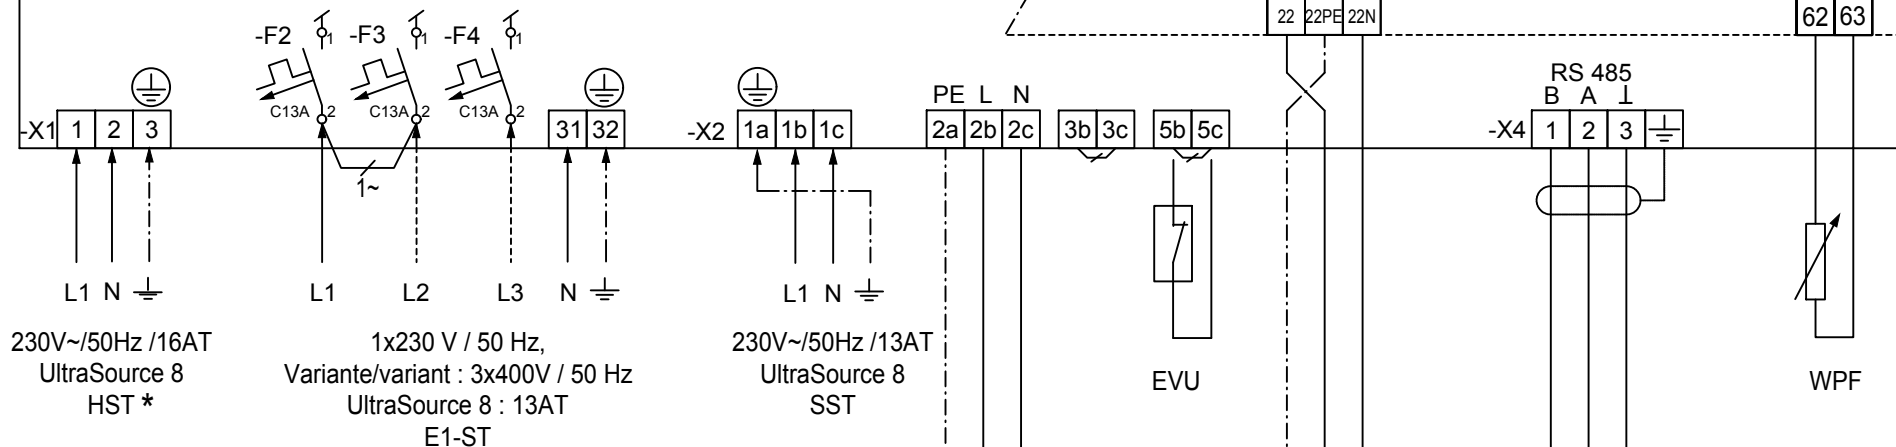 22 22PE 22N
62 63
-F2 1 -F3 1 -F4 1
RS 485
C13A 2 C13A 2 C13A 2
PE L N
B A ⊥
-X1 1 2 3
31 32
-X2 1a 1b 1c
2a 2b 2c
3b 3c
5b 5c
-X4 1 2 3
1~
L1 N
L1 L2 L3 N
L1 N
230V~/50Hz /16AT
UltraSource 8
HST *
1x230 V / 50 Hz,
Variante/variant : 3x400V / 50 Hz
UltraSource 8 : 13AT
E1-ST
230V~/50Hz /13AT
UltraSource 8
SST
EVU
WPF